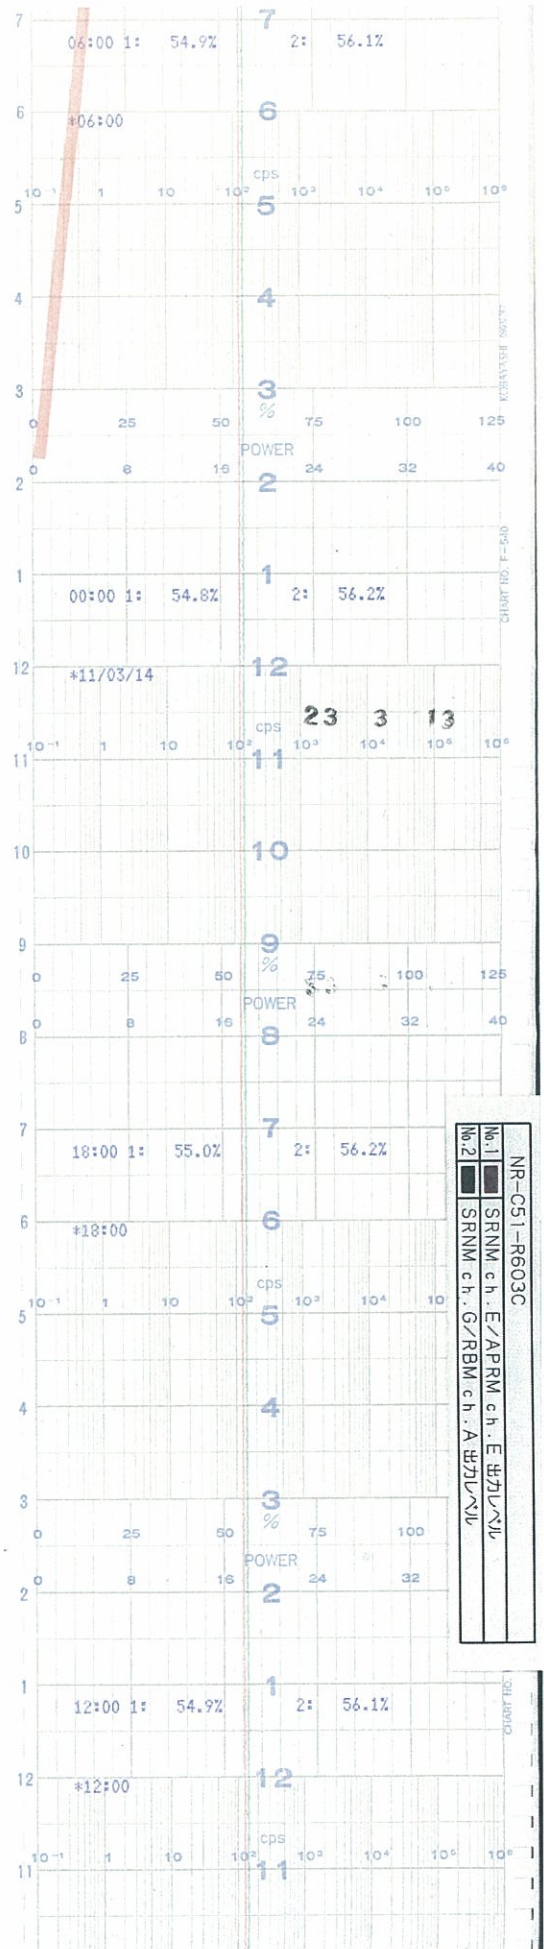 7 7
06:00 1: 54.9% 2: 56.1%
6 6
*06:00
cps
10⁻¹ 1 10 10² 10³ 10⁴ 10⁵ 10⁶
5 5
4 4
3 3
%
0 25 50 75 100 125
POWER
0 8 16 24 32 40
2 2
1 1
00:00 1: 54.8% 2: 56.2%
12 12
*11/03/14
23 3 13
cps
10⁻¹ 1 10 10² 10³ 10⁴ 10⁵ 10⁶
11 11
10 10
9 9
%
0 25 50 75 100 125
POWER
0 8 16 24 32 40
8 8
7 7
18:00 1: 55.0% 2: 56.2%
6 6
*18:00
cps
10⁻¹ 1 10 10² 10³ 10⁴ 10
5 5
4 4
3 3
%
0 25 50 75 100
POWER
0 8 16 24 32
2 2
1 1
12:00 1: 54.9% 2: 56.1%
12 12
*12:00
cps
10⁻¹ 1 10 10² 10³ 10⁴ 10⁵ 10⁶
11 11
CHART NO.
NR-C51-R603C
No.1 SRNM ch.E/APRM ch.E 出力レベル
No.2 SRNM ch.G/RBM ch.A 出力レベル